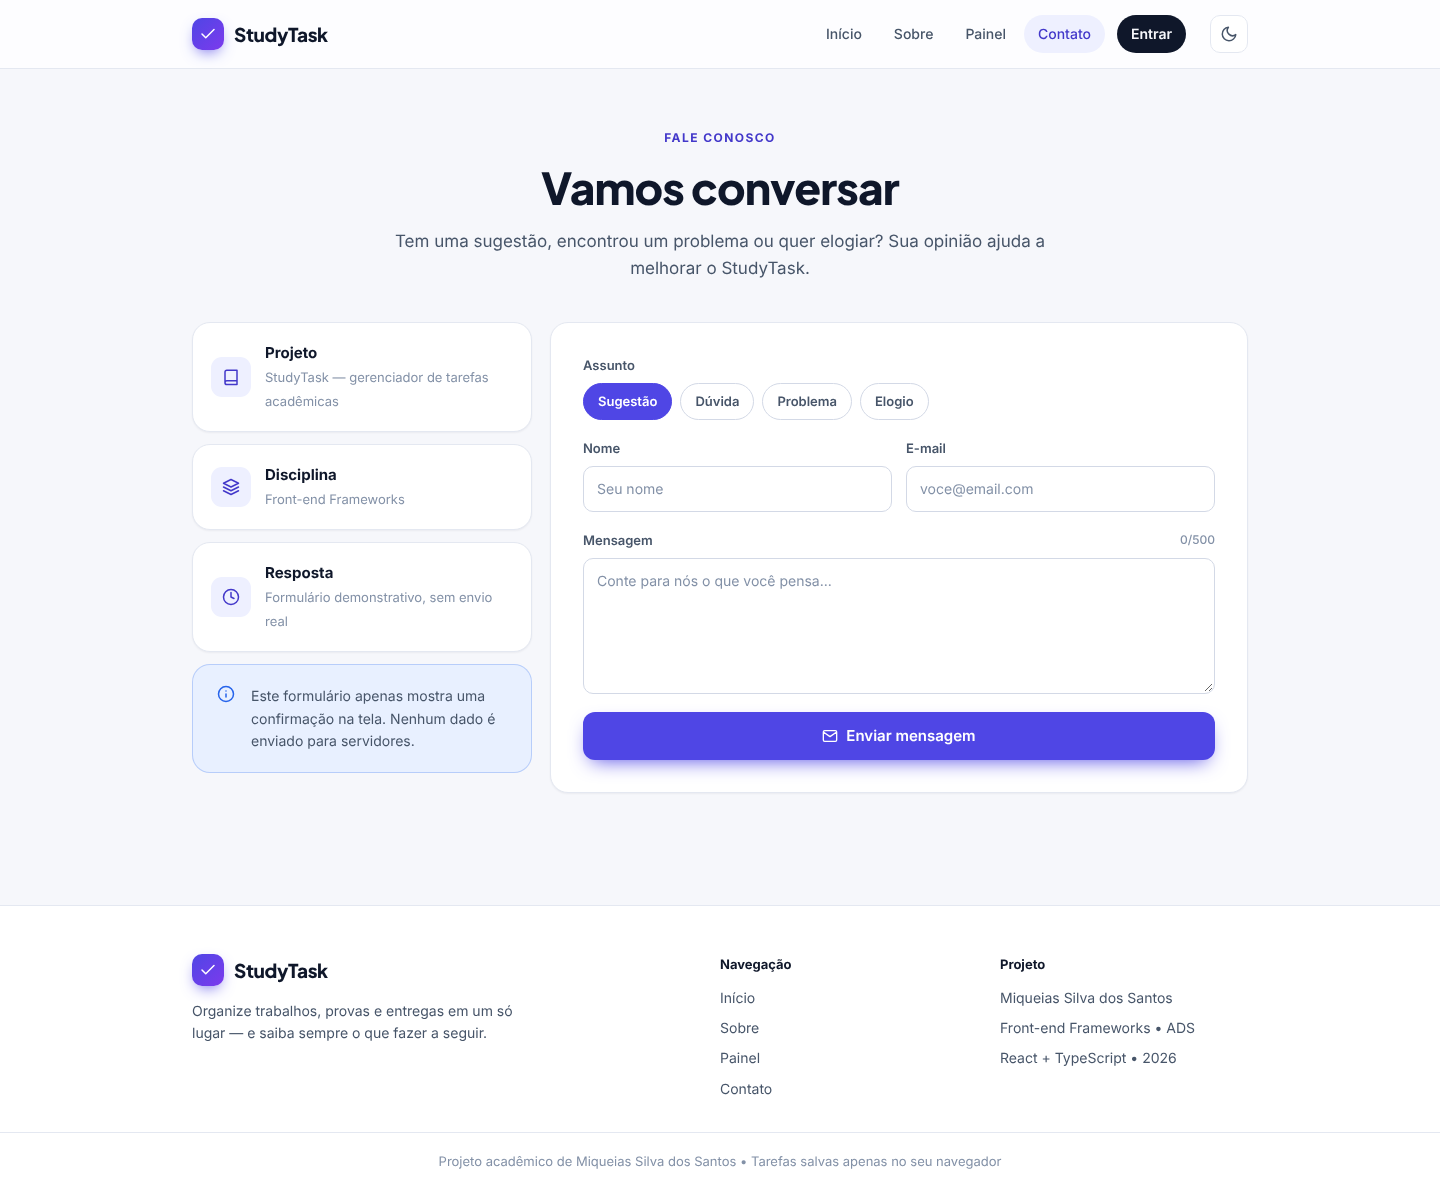 StudyTask
Início
Sobre
Painel
Contato
Entrar
FALE CONOSCO
Vamos conversar
Tem uma sugestão, encontrou um problema ou quer elogiar? Sua opinião ajuda a
melhorar o StudyTask.
Projeto
StudyTask — gerenciador de tarefas
acadêmicas
Disciplina
Front-end Frameworks
Resposta
Formulário demonstrativo, sem envio
real
Este formulário apenas mostra uma
confirmação na tela. Nenhum dado é
enviado para servidores.
Assunto
Sugestão
Dúvida
Problema
Elogio
Nome
Seu nome
E-mail
voce@email.com
Mensagem
0/500
Conte para nós o que você pensa...
Enviar mensagem
StudyTask
Organize trabalhos, provas e entregas em um só
lugar — e saiba sempre o que fazer a seguir.
Navegação
Início
Sobre
Painel
Contato
Projeto
Miqueias Silva dos Santos
Front-end Frameworks • ADS
React + TypeScript • 2026
Projeto acadêmico de Miqueias Silva dos Santos • Tarefas salvas apenas no seu navegador